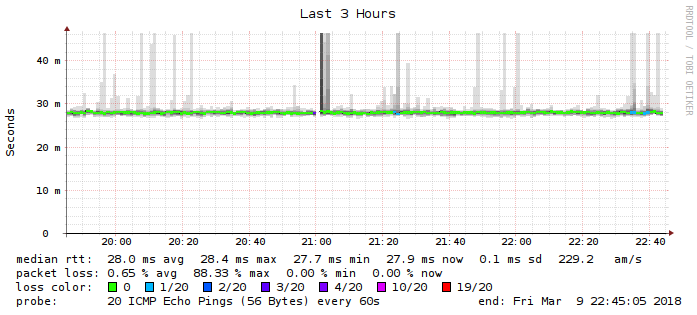 Last 3 Hours
RRDTOOL / TOBI OETIKER
Seconds
40 m
30 m
20 m
10 m
0
20:00 20:20 20:40 21:00 21:20 21:40 22:00 22:20 22:40
median rtt: 28.0 ms avg 28.4 ms max 27.7 ms min 27.9 ms now 0.1 ms sd 229.2 am/s
packet loss: 0.65 % avg 88.33 % max 0.00 % min 0.00 % now
loss color: 0 1/20 2/20 3/20 4/20 10/20 19/20
probe: 20 ICMP Echo Pings (56 Bytes) every 60s end: Fri Mar 9 22:45:05 2018